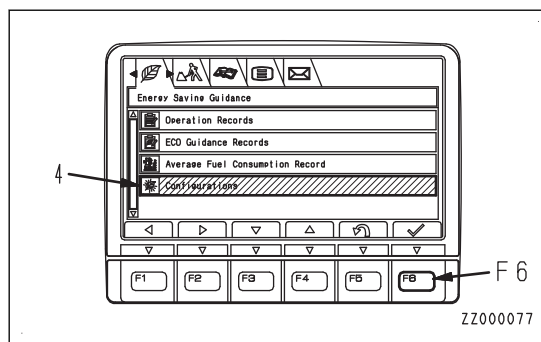 Energy Saving Guidance
Operation Records
ECO Guidance Records
Average Fuel Consumption Record
4
Configurations
F1 F2 F3 F4 F5 F6
F6
ZZ000077